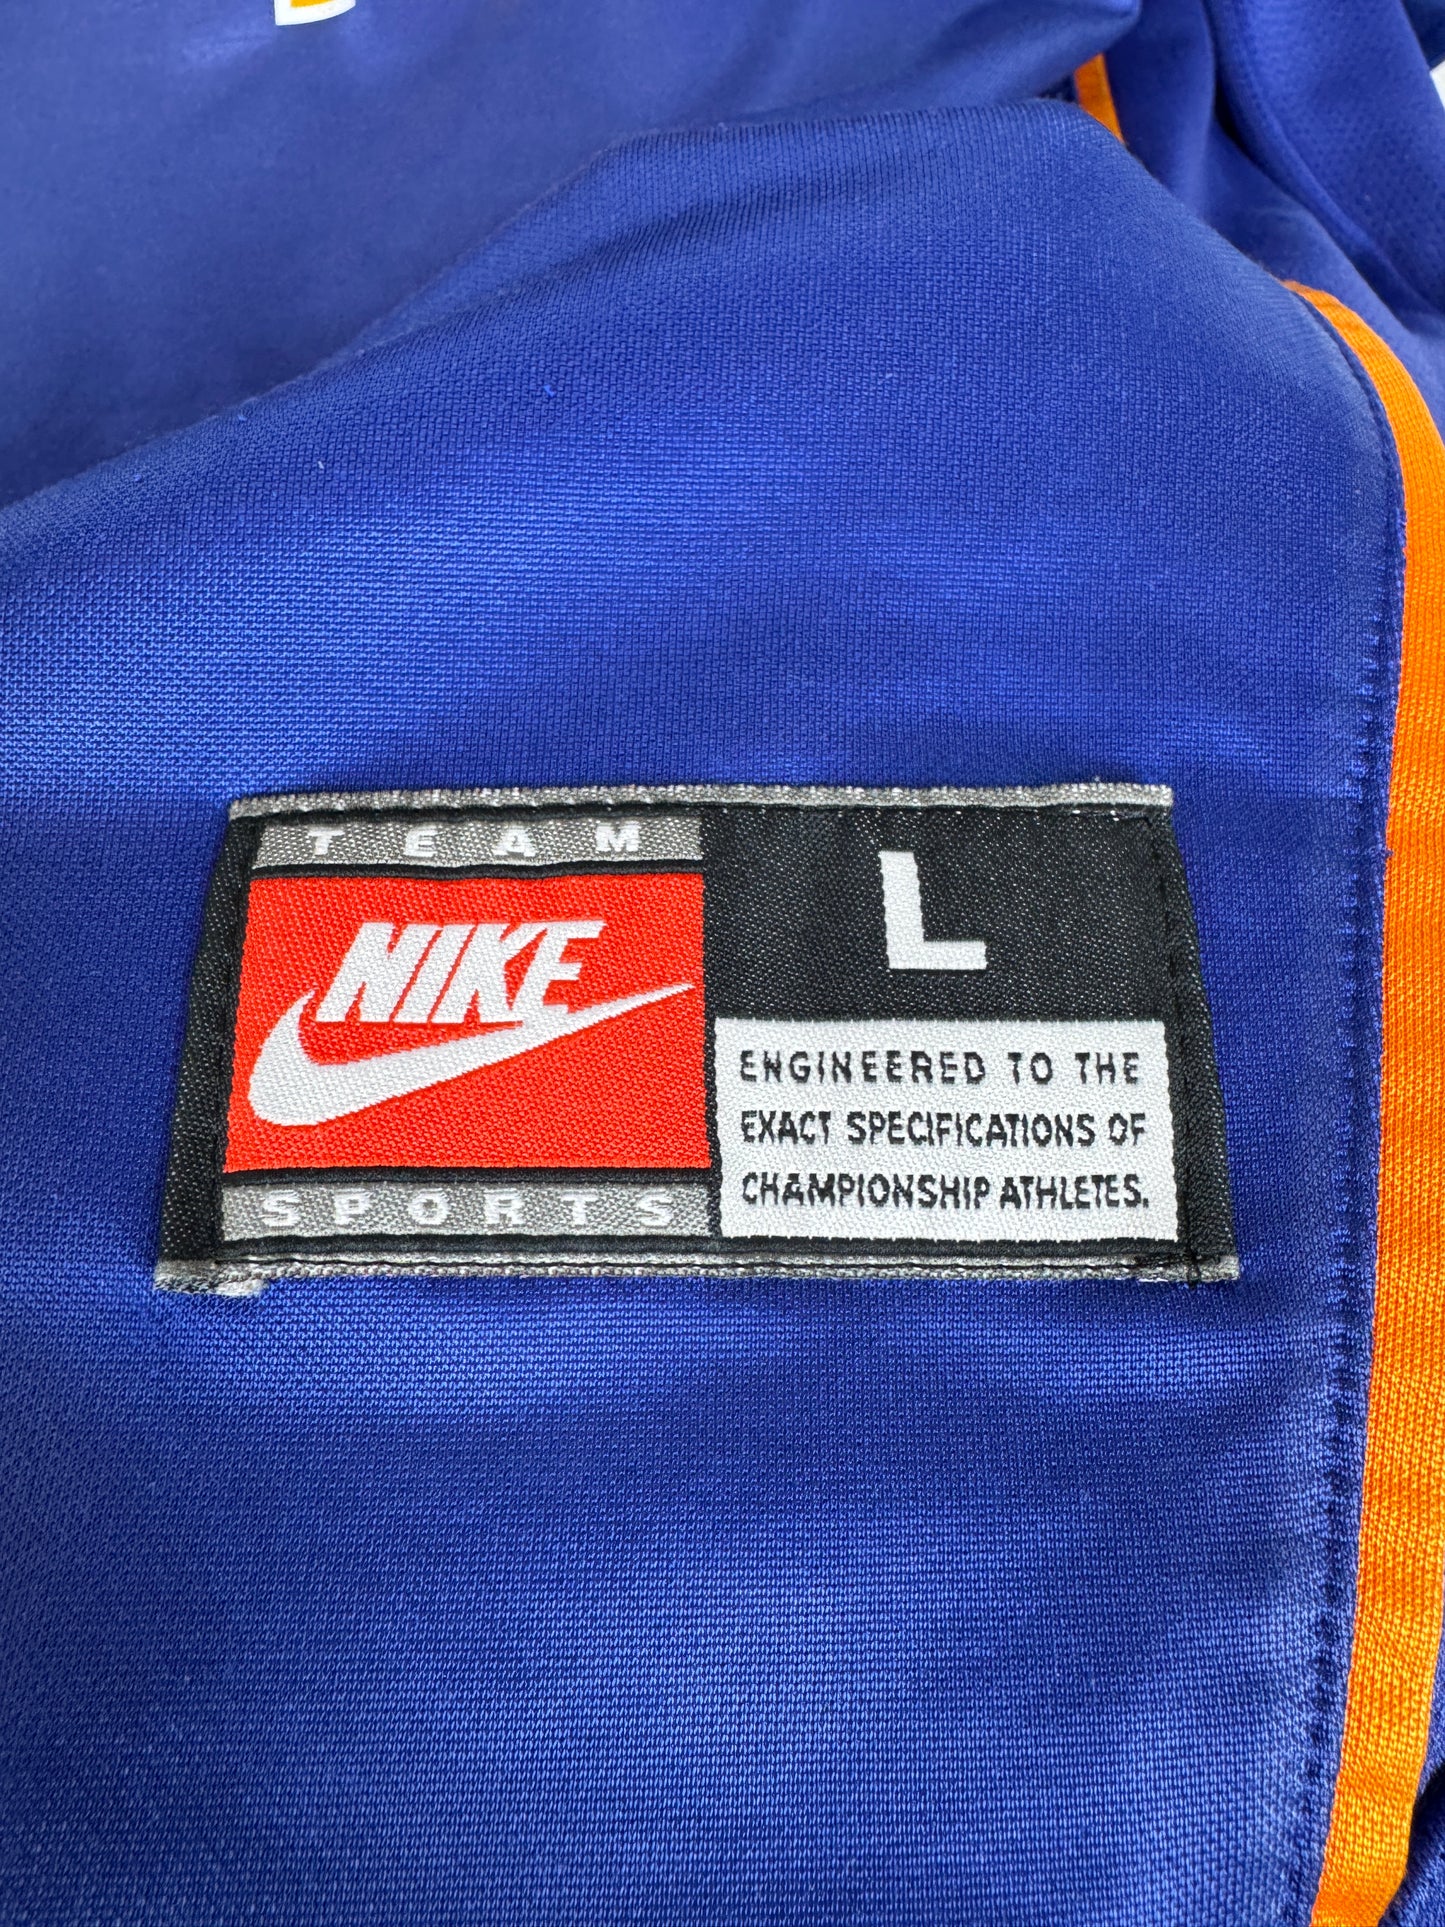 TEAM
NIKE
SPORTS
L
ENGINEERED TO THE
EXACT SPECIFICATIONS OF
CHAMPIONSHIP ATHLETES.